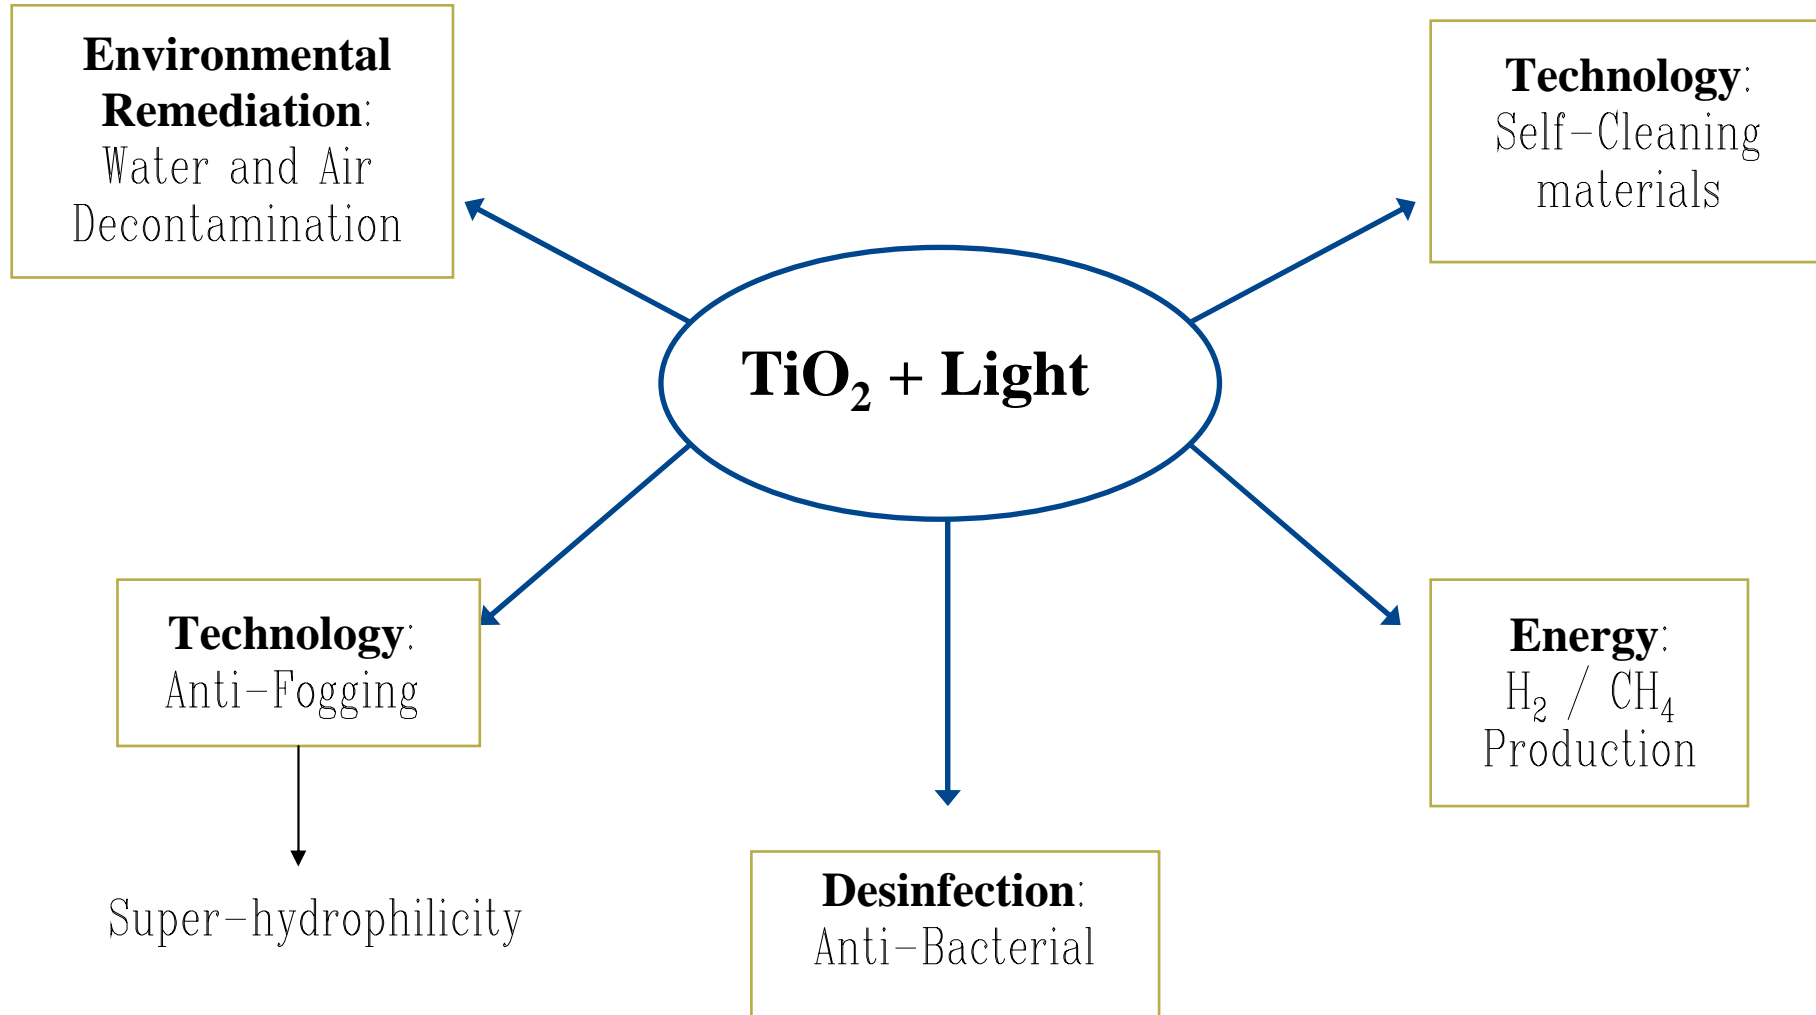 Environmental
Remediation:
Water and Air
Decontamination
Technology:
Self-Cleaning
materials
TiO₂ + Light
Technology:
Anti-Fogging
Super-hydrophilicity
Desinfection:
Anti-Bacterial
Energy:
H₂ / CH₄
Production